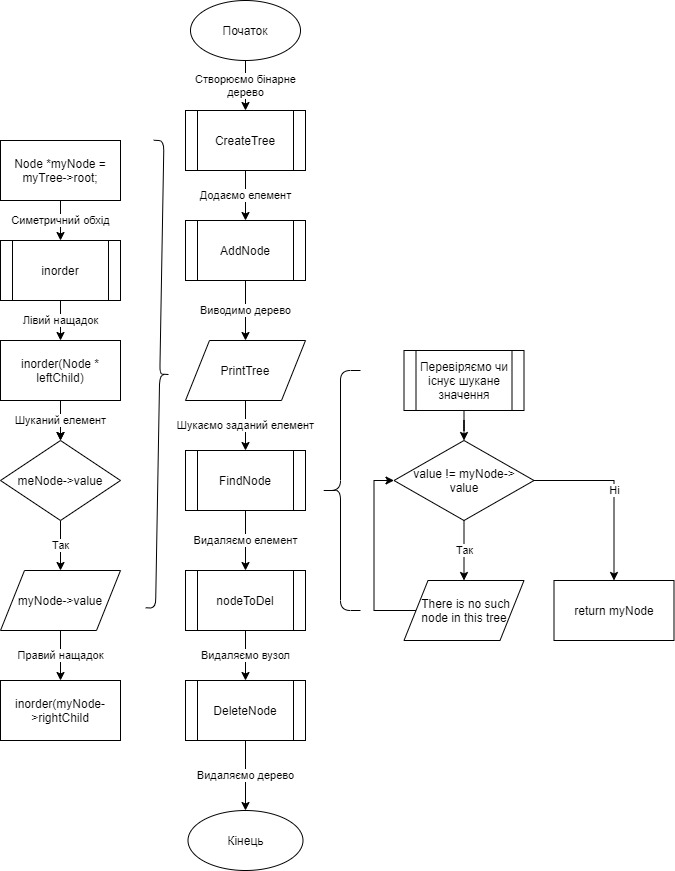 Початок
Створюємо бінарне
дерево
CreateTree
Додаємо елемент
AddNode
Виводимо дерево
PrintTree
Шукаємо заданий елемент
FindNode
Видаляємо елемент
nodeToDel
Видаляємо вузол
DeleteNode
Видаляємо дерево
Кінець
Node *myNode =
myTree->root;
Симетричний обхід
inorder
Лівий нащадок
inorder(Node *
leftChild)
Шуканий елемент
meNode->value
Так
myNode->value
Правий нащадок
inorder(myNode-
>rightChild
Перевіряємо чи
існує шукане
значення
value != myNode->
value
Так
There is no such
node in this tree
Ні
return myNode